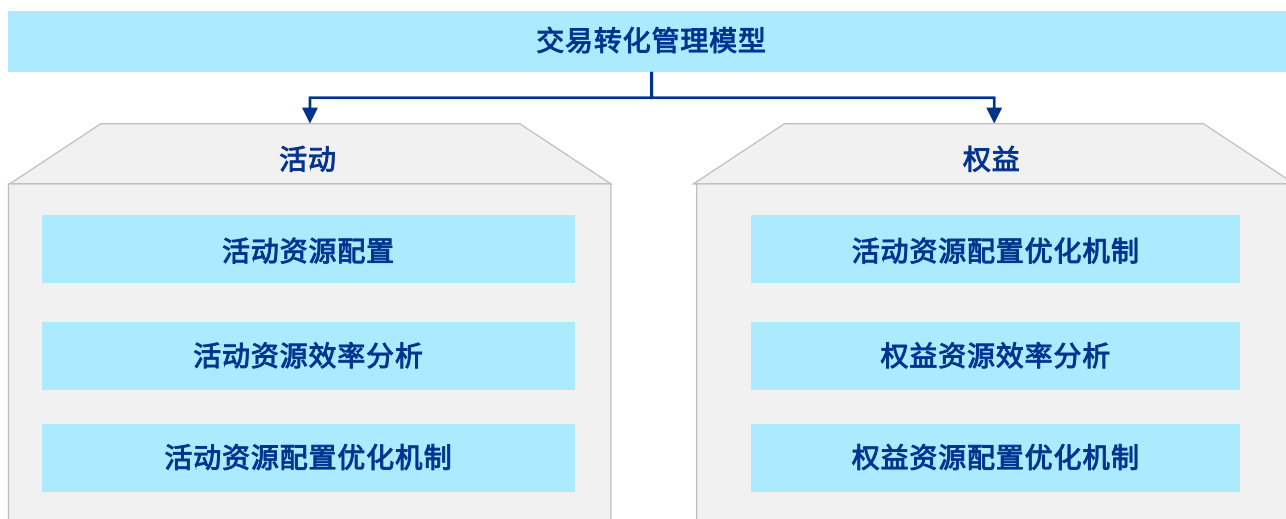 交易转化管理模型
活动
权益
活动资源配置
活动资源配置优化机制
活动资源效率分析
权益资源效率分析
活动资源配置优化机制
权益资源配置优化机制